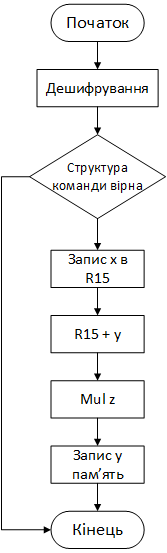 Початок
Дешифрування
Структура
команди вірна
Запис x в
R15
R15 + y
Mul z
Запис у
пам’ять
Кінець